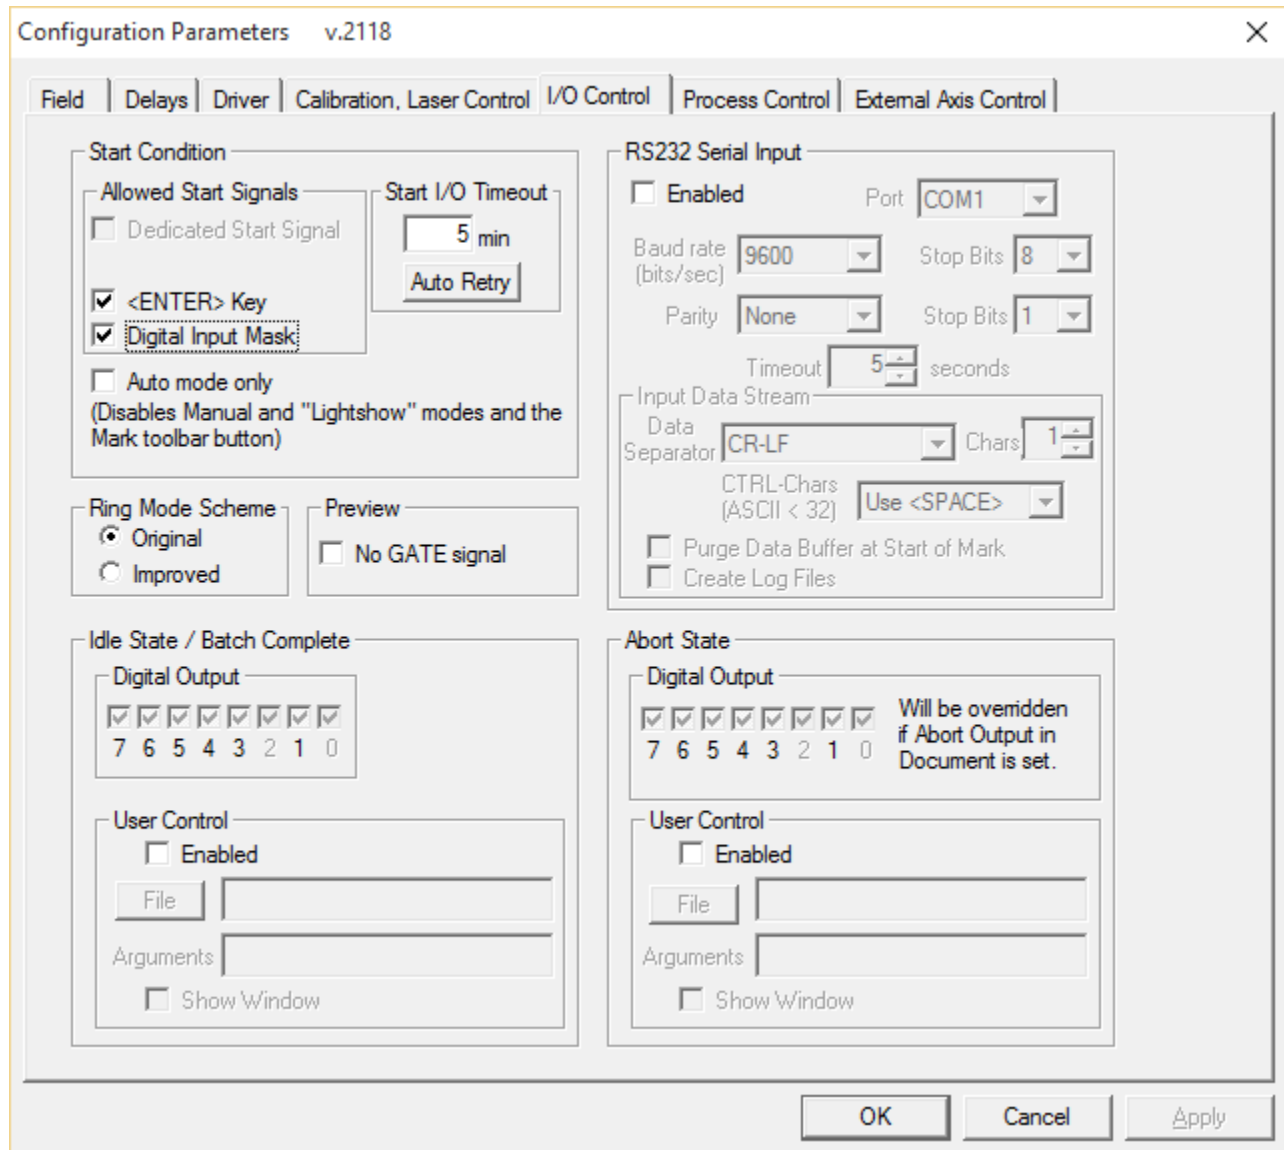 Configuration Parameters v.2118
Field Delays Driver Calibration, Laser Control I/O Control Process Control External Axis Control
Start Condition
Allowed Start Signals
Dedicated Start Signal
<ENTER> Key
Digital Input Mask
Start I/O Timeout
5 min
Auto Retry
Auto mode only
(Disables Manual and "Lightshow" modes and the
Mark toolbar button)
Ring Mode Scheme
Original
Improved
Preview
No GATE signal
RS232 Serial Input
Enabled
Port COM1
Baud rate
(bits/sec)
9600
Stop Bits 8
Parity None
Stop Bits 1
Timeout 5 seconds
Input Data Stream
Data
Separator
CR-LF
Chars 1
CTRL-Chars
(ASCII < 32)
Use <SPACE>
Purge Data Buffer at Start of Mark
Create Log Files
Idle State / Batch Complete
Digital Output
7 6 5 4 3 2 1 0
User Control
Enabled
File
Arguments
Show Window
Abort State
Digital Output
7 6 5 4 3 2 1 0
Will be overridden
if Abort Output in
Document is set.
User Control
Enabled
File
Arguments
Show Window
OK Cancel Apply